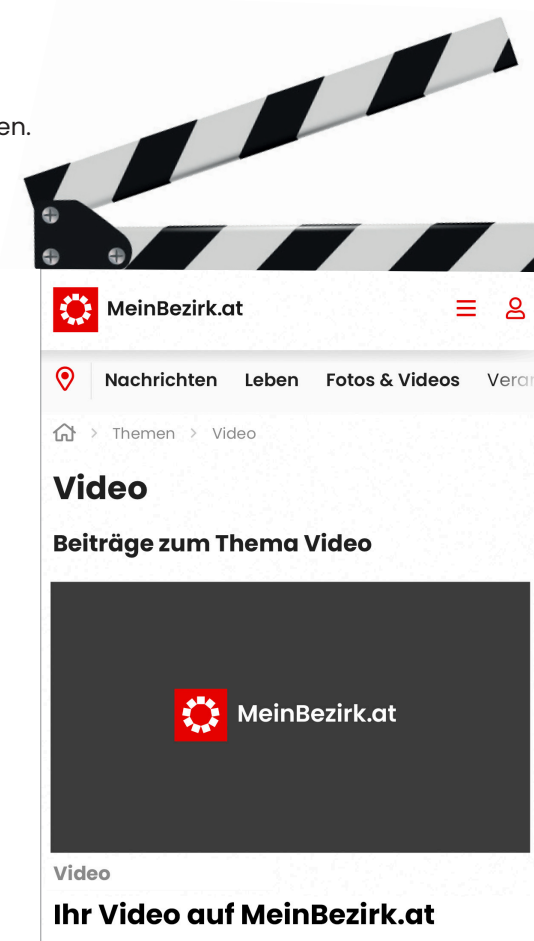 en.
MeinBezirk.at
Nachrichten Leben Fotos & Videos Veran
Themen > Video
Video
Beiträge zum Thema Video
MeinBezirk.at
Video
Ihr Video auf MeinBezirk.at